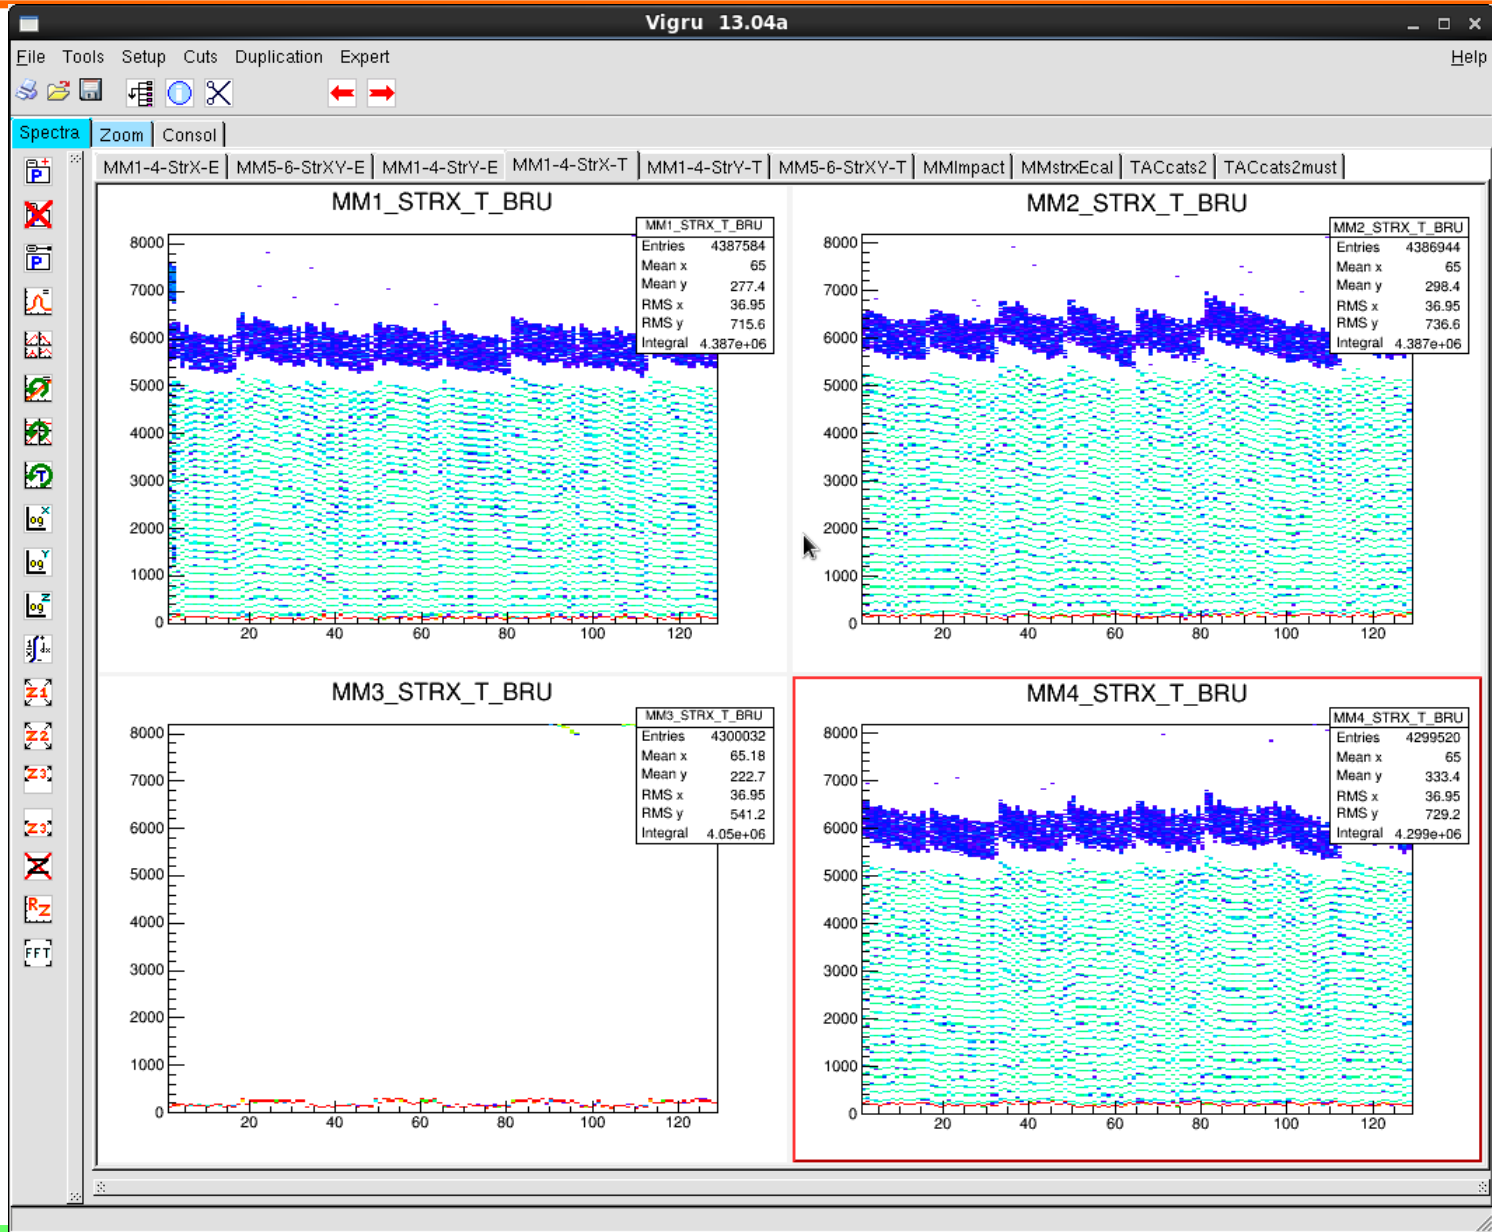 Vigru 13.04a
File Tools Setup Cuts Duplication Expert Help
Spectra Zoom Consol
MM1-4-StrX-E MM5-6-StrXY-E MM1-4-StrY-E MM1-4-StrX-T MM1-4-StrY-T MM5-6-StrXY-T MMImpact MMstrxEcal TACcats2 TACcats2must
MM1_STRX_T_BRU
MM1_STRX_T_BRU
Entries 4387584
Mean x 65
Mean y 277.4
RMS x 36.95
RMS y 715.6
Integral 4.387e+06
8000
7000
6000
5000
4000
3000
2000
1000
0
20 40 60 80 100 120
MM2_STRX_T_BRU
MM2_STRX_T_BRU
Entries 4386944
Mean x 65
Mean y 298.4
RMS x 36.95
RMS y 736.6
Integral 4.387e+06
8000
7000
6000
5000
4000
3000
2000
1000
0
20 40 60 80 100 120
MM3_STRX_T_BRU
MM3_STRX_T_BRU
Entries 4300032
Mean x 65.18
Mean y 222.7
RMS x 36.95
RMS y 541.2
Integral 4.05e+06
8000
7000
6000
5000
4000
3000
2000
1000
0
20 40 60 80 100 120
MM4_STRX_T_BRU
MM4_STRX_T_BRU
Entries 4299520
Mean x 65
Mean y 333.4
RMS x 36.95
RMS y 729.2
Integral 4.299e+06
8000
7000
6000
5000
4000
3000
2000
1000
0
20 40 60 80 100 120
P
P
og X
og Y
og Z
Z1
Z2
Z3
Z3
Z
RZ
FFT